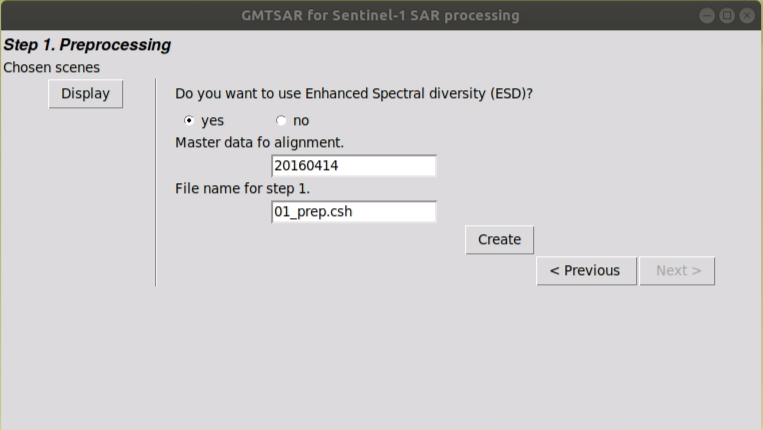 GMTSAR for Sentinel-1 SAR processing
Step 1. Preprocessing
Chosen scenes
Display
Do you want to use Enhanced Spectral diversity (ESD)?
yes no
Master data fo alignment.
20160414
File name for step 1.
01_prep.csh
Create
< Previous Next >